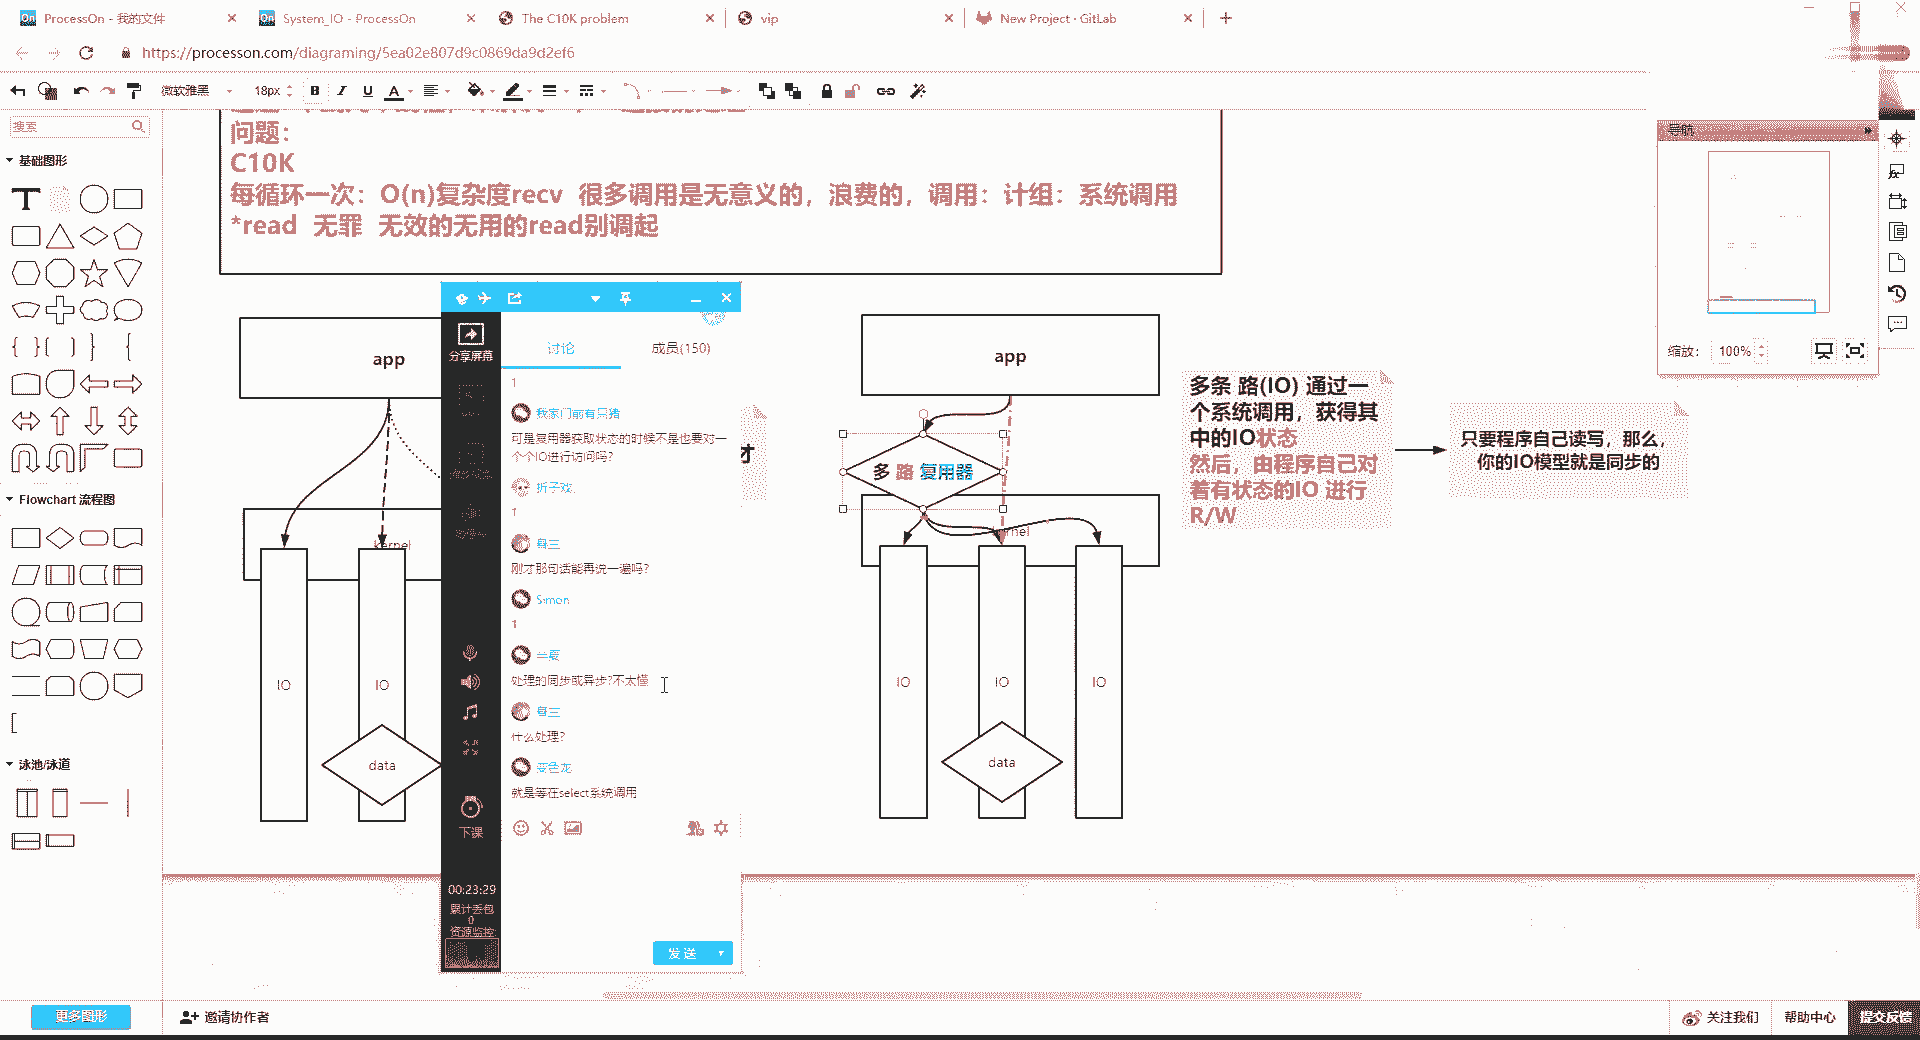 ProcessOn - 我的文件
System_IO - ProcessOn
The C10K problem
vip
New Project · GitLab
https://processon.com/diagraming/5ea02e807d9c0869da9d2ef6
微软雅黑
18px
B I U A
搜索
基础图形
Flowchart 流程图
泳池/泳道
更多图形
邀请协作者
问题：
C10K
每循环一次：O(n)复杂度recv 很多调用是无意义的，浪费的，调用：计组：系统调用
*read 无罪 无效的无用的read别调起
app
kernel
IO
IO
data
分享屏幕
下课
00:23:29
累计丢包
0
资源监控:
讨论
成员(150)
1
我家门前有只猪
可是复用器获取状态的时候不是也要对一
个个IO进行访问吗?
折子戏.
1
刚才那句话能再说一遍吗?
Simon
1
处理的同步或异步?不太懂
什么处理?
变色龙
就是等在select系统调用
发送
才
app
多 路 复用器
IO
IO
IO
data
多条 路(IO) 通过一
个系统调用，获得其
中的IO状态
然后，由程序自己对
着有状态的IO 进行
R/W
只要程序自己读写，那么，
你的IO模型就是同步的
导航
缩放：
100%
关注我们
帮助中心
提交反馈